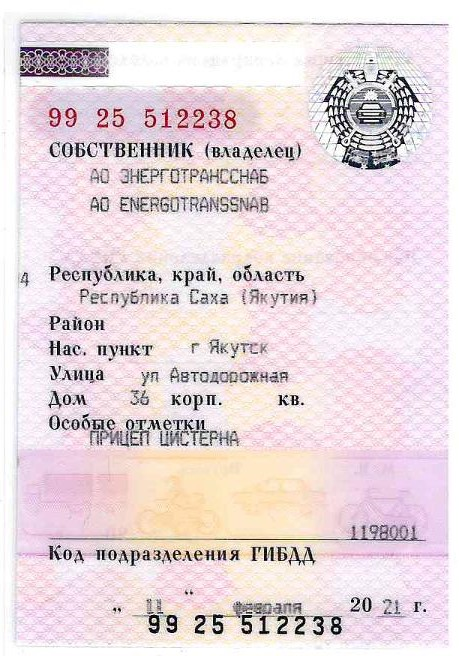 99 25 512238
СОБСТВЕННИК (владелец)
АО ЭНЕРГОТРАНССНАБ
АО ENERGOTRANSSNAB
4
Республика, край, область
Республика Саха (Якутия)
Район
Нас. пункт г Якутск
Улица ул Автодорожная
Дом 36 корп. кв.
Особые отметки
ПРИЦЕП ЦИСТЕРНА
1198001
Код подразделения ГИБДД
„ 11 “ февраля 20 21 г.
99 25 512238